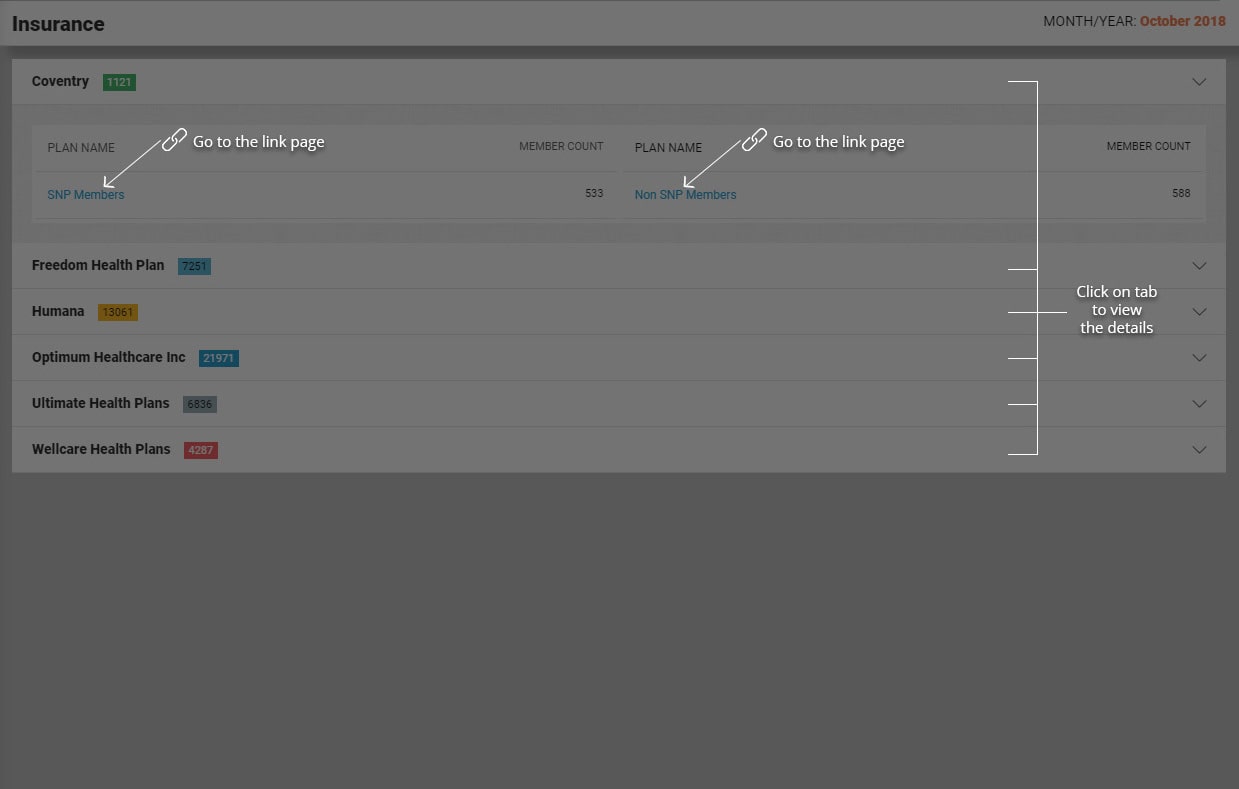 Insurance
MONTH/YEAR: October 2018
Coventry 1121
Go to the link page Go to the link page
PLAN NAME MEMBER COUNT PLAN NAME MEMBER COUNT
SNP Members 533 Non SNP Members 588
Freedom Health Plan 7251
Click on tab
to view
the details
Humana 13061
Optimum Healthcare Inc 21971
Ultimate Health Plans 6836
Wellcare Health Plans 4287